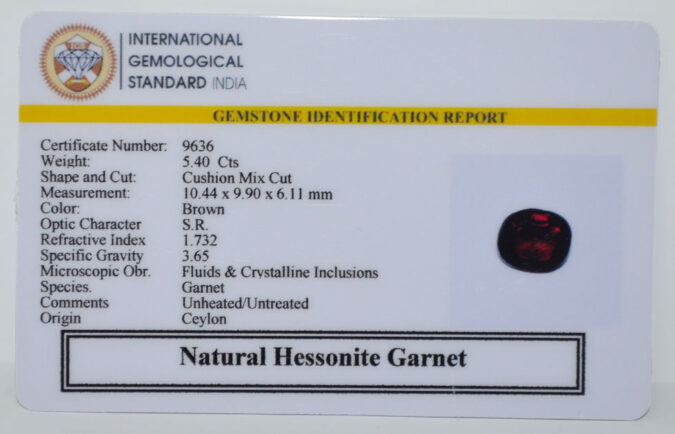 INTERNATIONAL
GEMOLOGICAL
STANDARD INDIA
GEMSTONE IDENTIFICATION REPORT
Certificate Number: 9636
Weight: 5.40 Cts
Shape and Cut: Cushion Mix Cut
Measurement: 10.44 x 9.90 x 6.11 mm
Color: Brown
Optic Character S.R.
Refractive Index 1.732
Specific Gravity 3.65
Microscopic Obr. Fluids & Crystalline Inclusions
Species. Garnet
Comments Unheated/Untreated
Origin Ceylon
Natural Hessonite Garnet